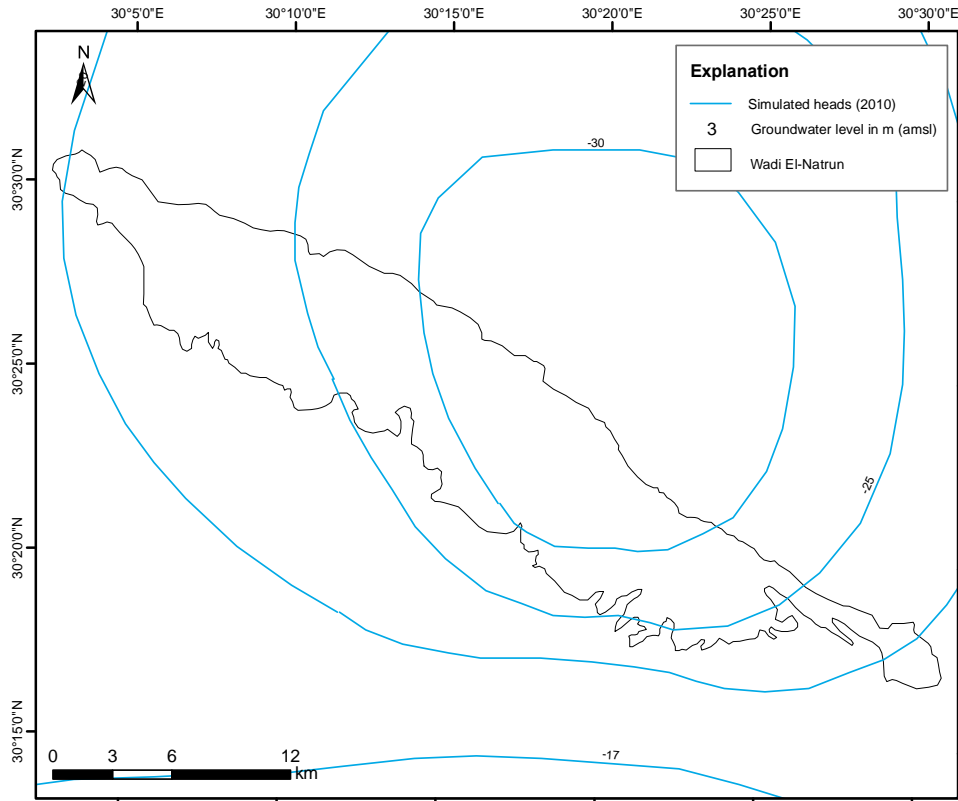 30°5'0"E
30°10'0"E
30°15'0"E
30°20'0"E
30°25'0"E
30°30'0"E
N
Explanation
Simulated heads (2010)
3 Groundwater level in m (amsl)
Wadi El-Natrun
-30
30°30'0"N
30°25'0"N
-25
30°20'0"N
30°15'0"N
-17
0 3 6 12
km